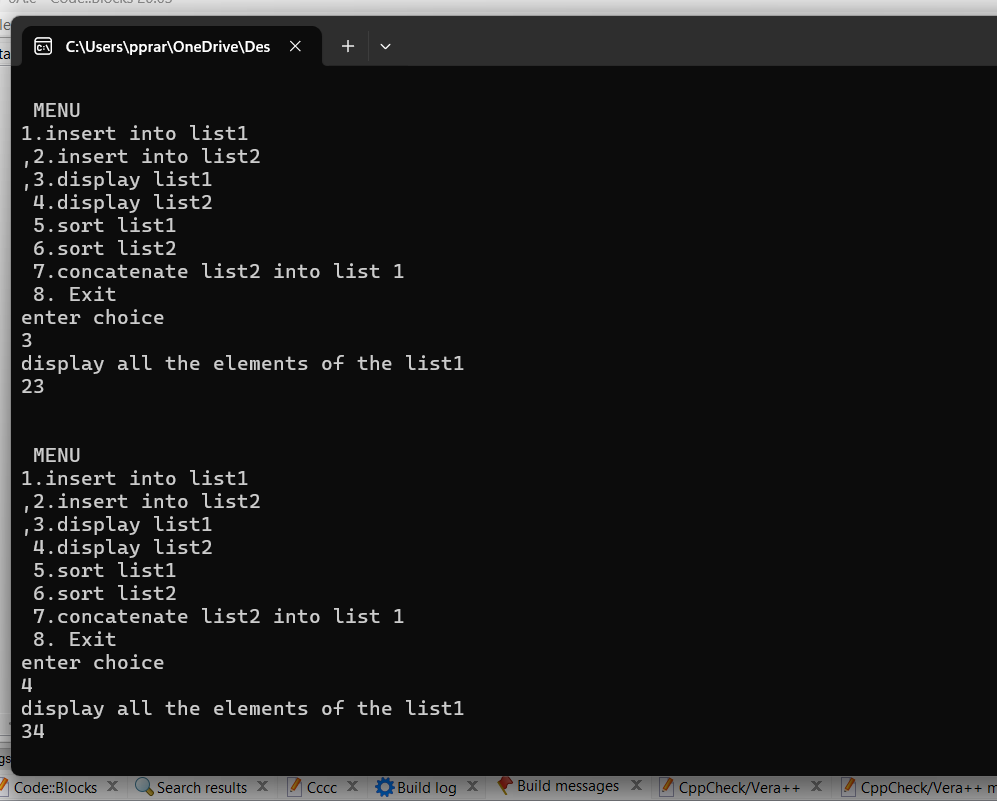 C:\Users\pprar\OneDrive\Des
MENU
1.insert into list1
,2.insert into list2
,3.display list1
4.display list2
5.sort list1
6.sort list2
7.concatenate list2 into list 1
8. Exit
enter choice
3
display all the elements of the list1
23
MENU
1.insert into list1
,2.insert into list2
,3.display list1
4.display list2
5.sort list1
6.sort list2
7.concatenate list2 into list 1
8. Exit
enter choice
4
display all the elements of the list1
34
Code::Blocks Search results Cccc Build log Build messages CppCheck/Vera++ CppCheck/Vera++ m